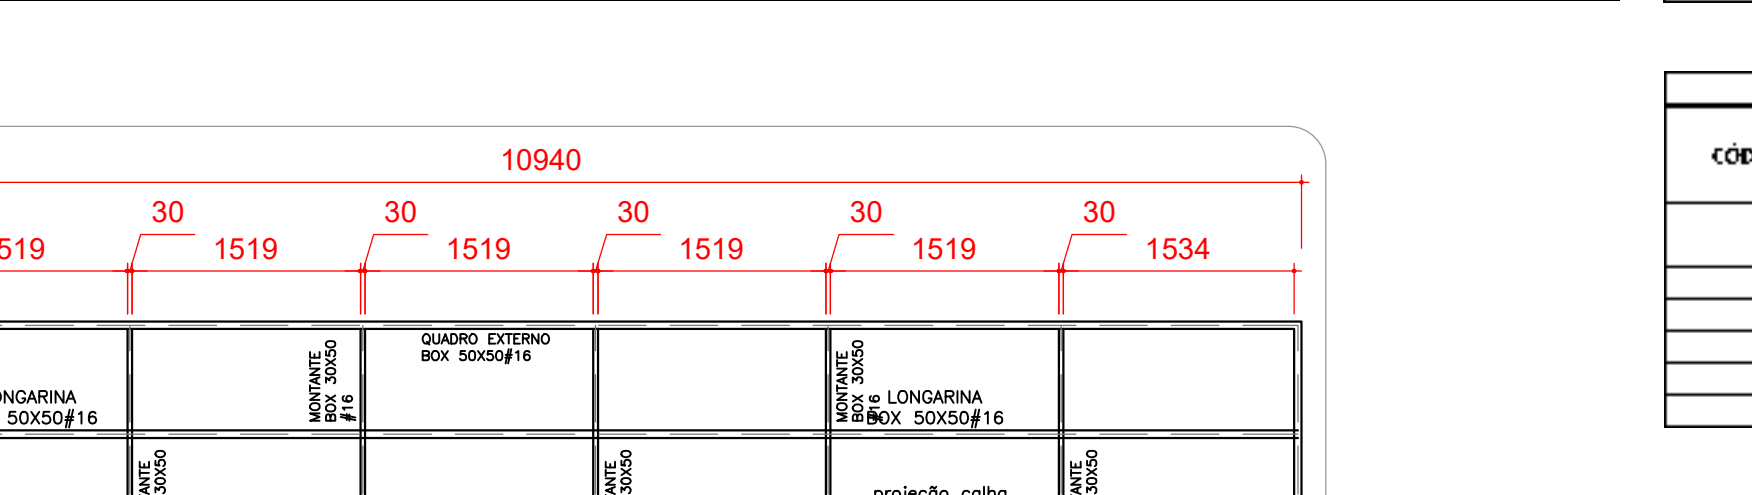 10940
30 30 30 30 30
519 1519 1519 1519 1519 1534
QUADRO EXTERNO
BOX 50X50#16
MONTANTE
BOX 30X50
#16
MONTANTE
BOX 30X50
#16
ONGARINA
50X50#16
LONGARINA
BOX 50X50#16
ANTE
30X50
ANTE
30X50
ANTE
30X50
projeção calha
CÓD